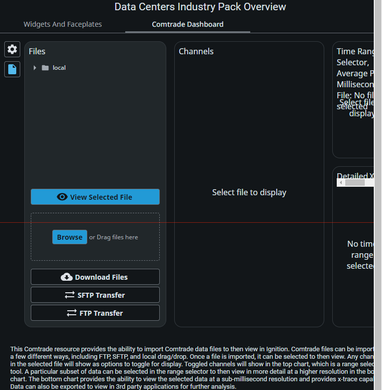 Data Centers Industry Pack Overview
Widgets And Faceplates
Comtrade Dashboard
Files
local
View Selected File
Browse or Drag files here
Download Files
SFTP Transfer
FTP Transfer
Channels
Select file to display
Time Rang
Selector,
Average P
Millisecon
File: No fil
selected
Select file
display
Detailed X
No time
range
selected
This Comtrade resource provides the ability to import Comtrade data files to then view in Ignition. Comtrade files can be import
a few different ways, including FTP, SFTP, and local drag/drop. Once a file is imported, it can be selected to then view. Any chan
in the selected file will show as options to toggle for display. Toggled channels will show in the top chart, which is a range selec
tool. A particular subset of data can be selected in the range selector to then view in more detail at a higher resolution in the bo
chart. The bottom chart provides the ability to view the selected data at a sub-millisecond resolution and provides x-trace capa
Data can also be exported to view in 3rd party applications for further analysis.